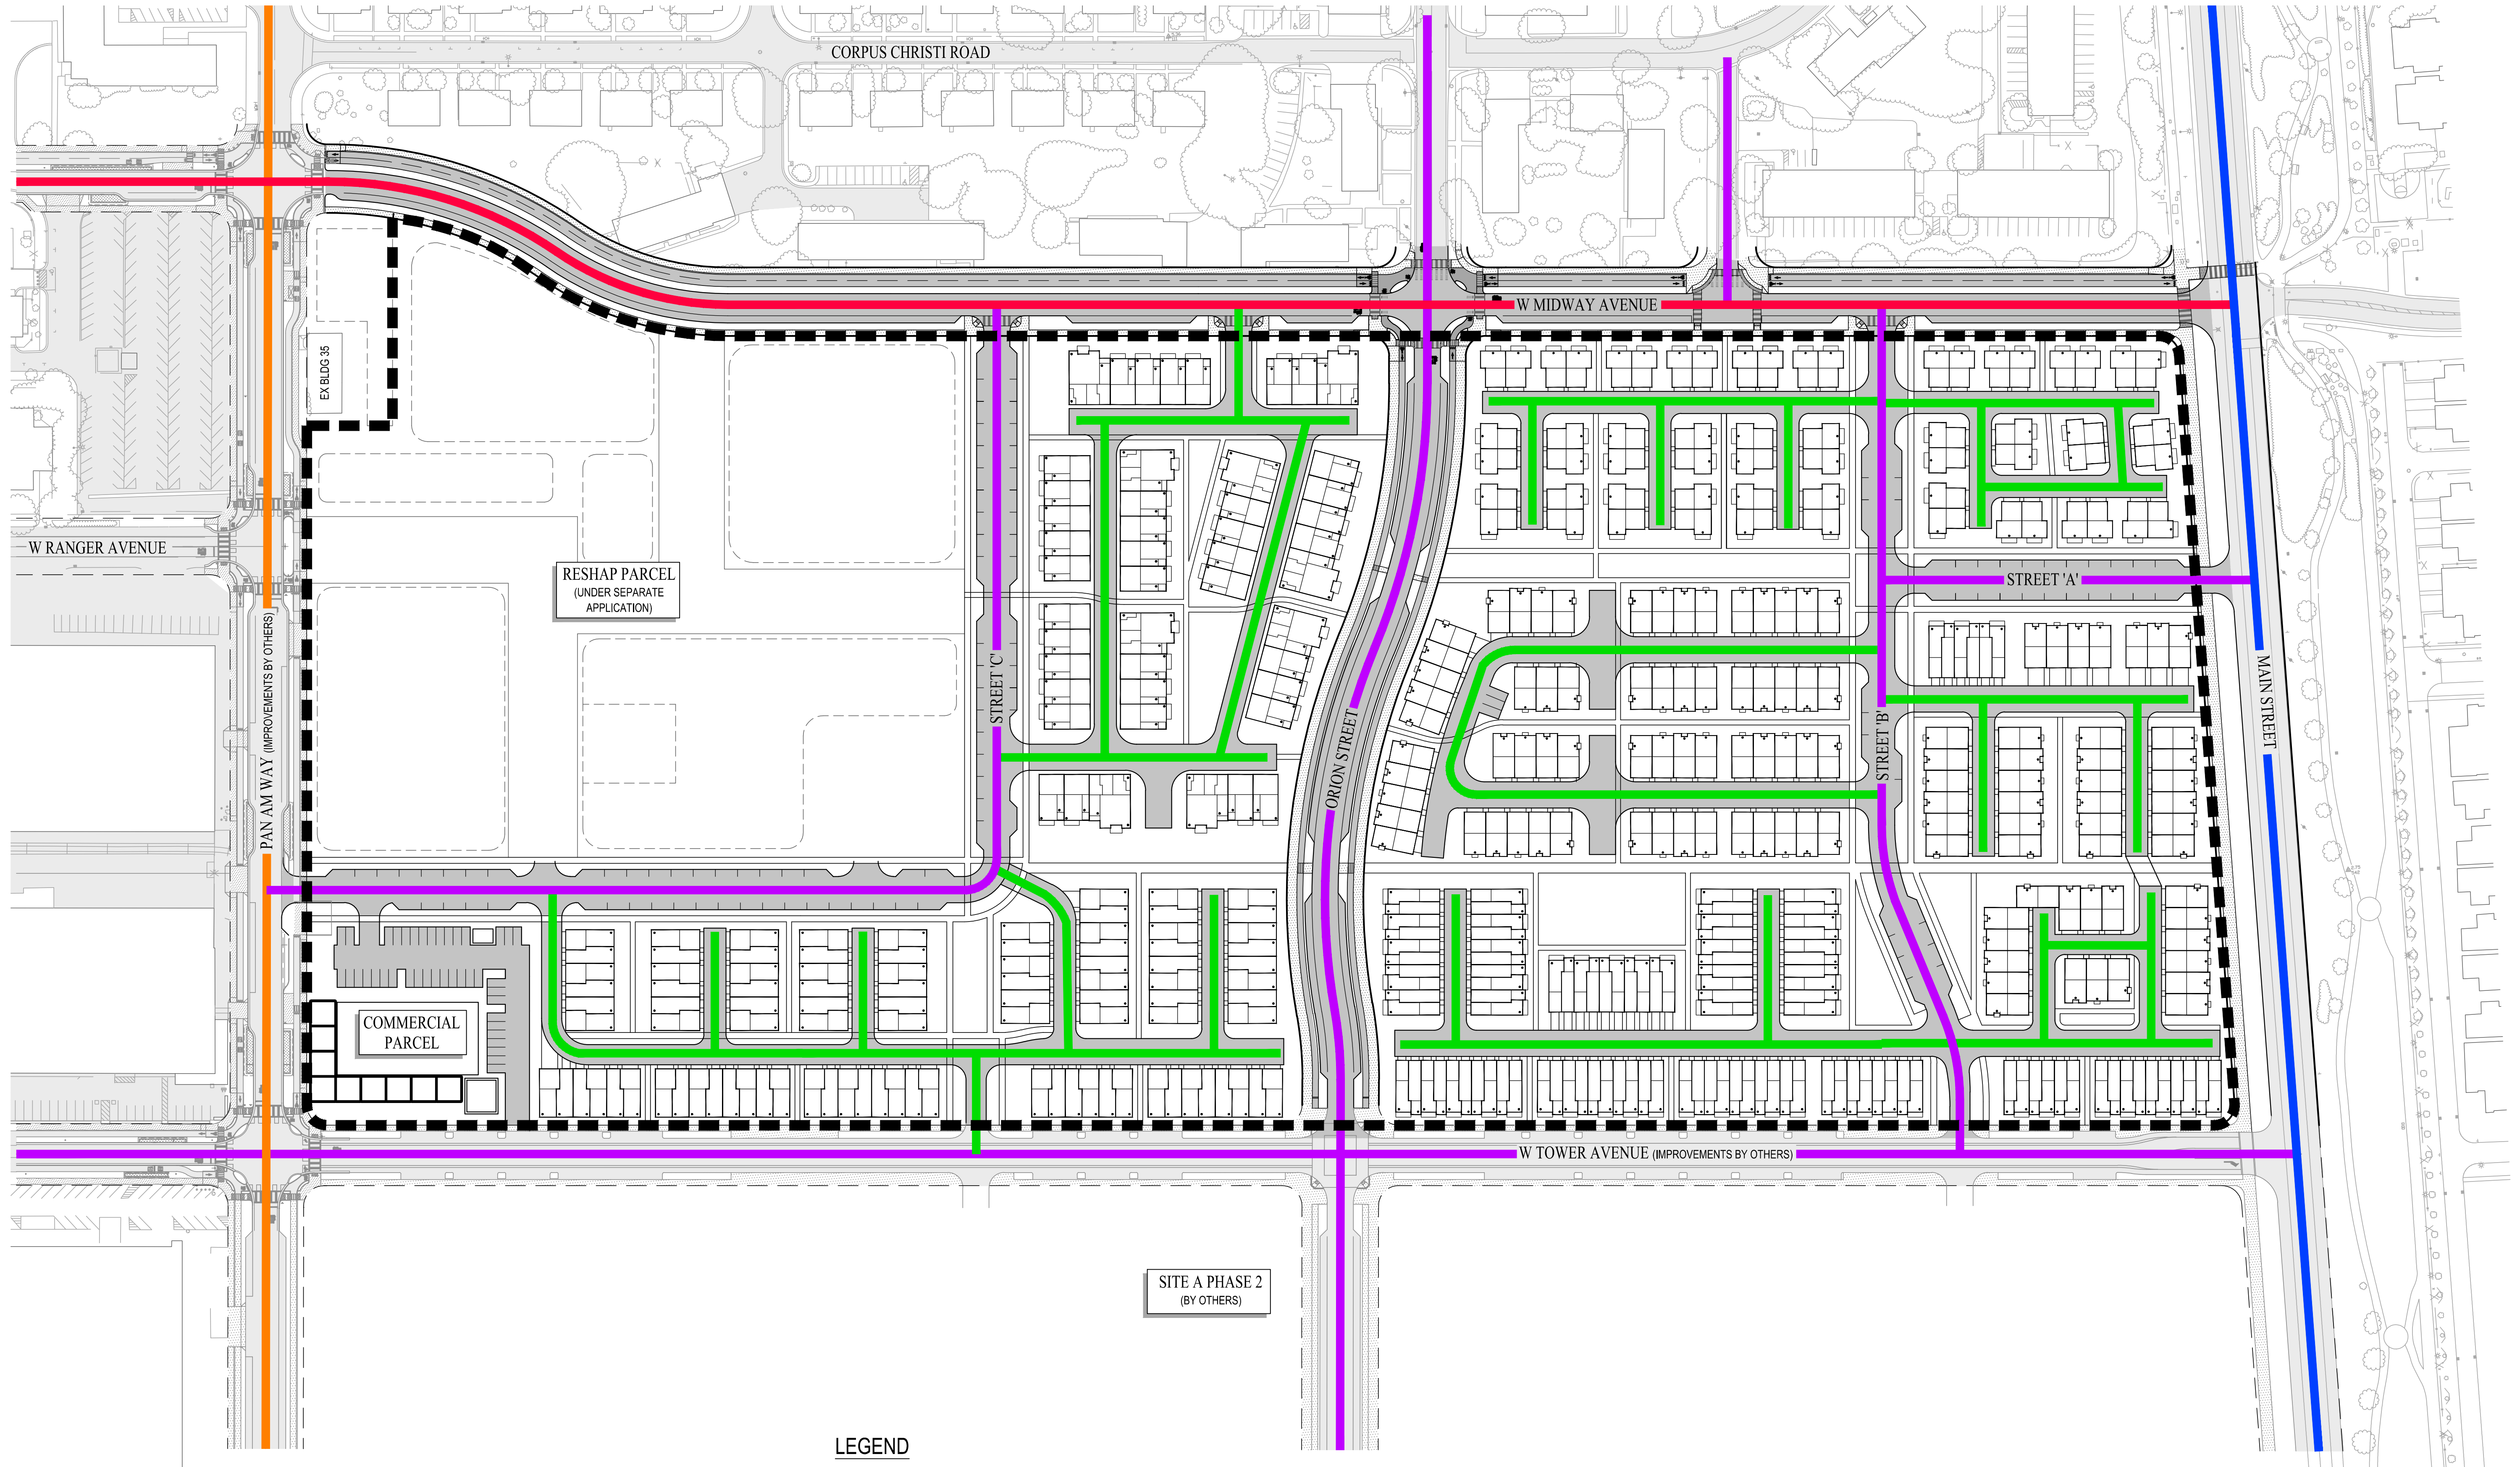 CORPUS CHRISTI ROAD
W MIDWAY AVENUE
EX BLDG 35
W RANGER AVENUE
RESHAP PARCEL
(UNDER SEPARATE
APPLICATION)
STREET 'A'
STREET 'C'
ORION STREET
STREET 'B'
MAIN STREET
PAN AM WAY (IMPROVEMENTS BY OTHERS)
COMMERCIAL
PARCEL
W TOWER AVENUE (IMPROVEMENTS BY OTHERS)
SITE A PHASE 2
(BY OTHERS)
LEGEND